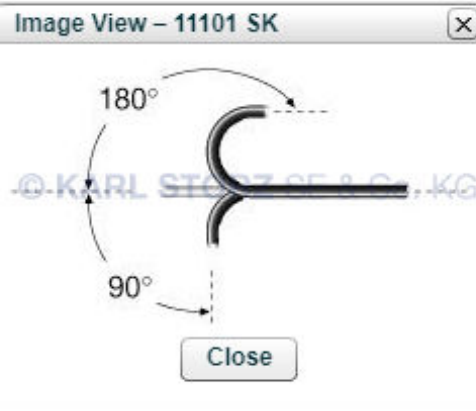 Image View – 11101 SK
180°
© KARL STORZ SE & Co. KG
90°
Close